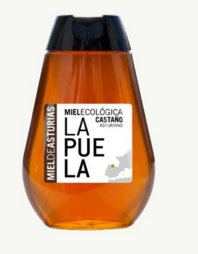 MIELDEASTURIAS
MIELECOLÓGICA
CASTAÑO
ASTURIANO
LA
PUE
LA